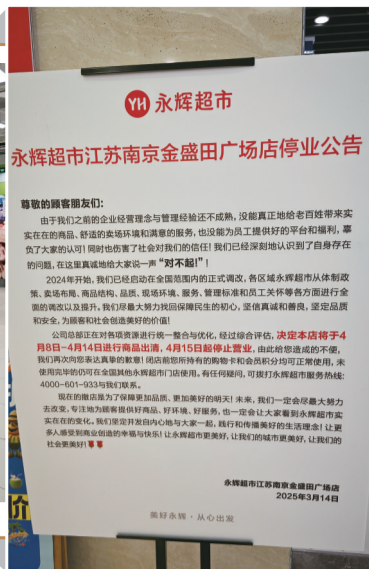 YH 永辉超市
永辉超市江苏南京金盛田广场店停业公告
尊敬的顾客朋友们：
由于我们之前的企业经营理念与管理经验还不成熟，没能真正地给老百姓带来实
实在在的商品、舒适的卖场环境和满意的服务，也没能为员工提供好的平台和福利，辜
负了大家的认可！同时也伤害了社会对我们的信任！我们已经深刻地认识到了自身存在
的问题，在这里真诚地给大家说一声“对不起！”！
2024年开始，我们已经启动在全国范围内的正式调改，各区域永辉超市从体制政
策、卖场布局、商品结构、品质、现场环境、服务、管理标准和员工关怀等各方面进行全
面的调改以及提升。我们尽最大努力找回保障民生的初心，坚信真诚和善良，坚定品质
和安全，为顾客和社会创造美好的价值！
公司总部正在对各项资源进行统一整合与优化，经过综合评估，决定本店将于4
月8日-4月14日进行商品出清，4月15日起停止营业，由此给您造成的不便，
我们再次向您表达真挚的歉意！闭店前您所持有的购物卡和会员积分均可正常使用，未
使用完毕的仍可在全国其他永辉超市门店使用。有任何疑问，可拨打永辉超市服务热线：
4000-601-933与我们联系。
现在的撤店是为了保障更加品质、更加美好的明天！未来，我们一定会尽最大努力
去改变，专注地为顾客提供好商品、好环境、好服务，也一定会让大家看到永辉超市实
实在在的变化。我们坚定并发自内心地与大家一起，践行和传播美好的生活理念！让更
多人感受到商业创造的幸福与快乐！让永辉超市更美好，让我们的城市更美好，让我们的
社会更美好！
永辉超市江苏南京金盛田广场店
2025年3月14日
美好永辉·从心出发
介